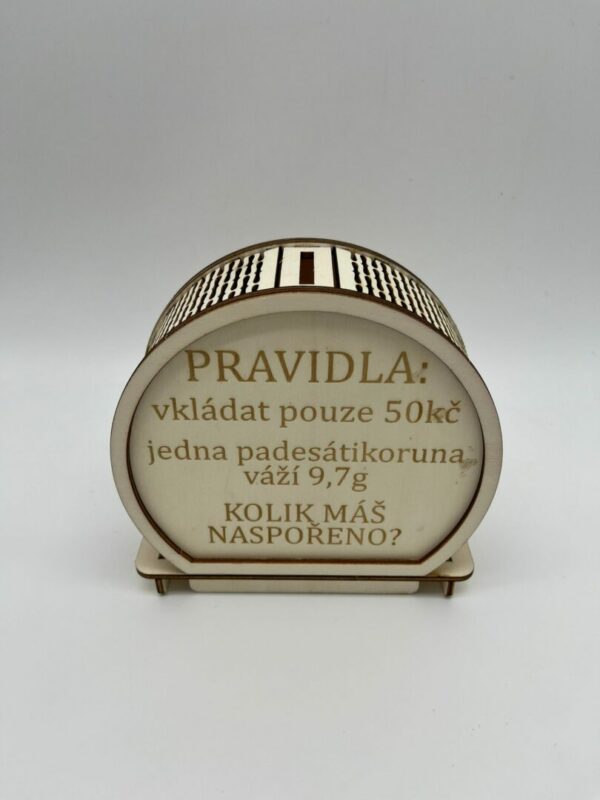 PRAVIDLA:
vkládat pouze 50kč
jedna padesátikoruna
váží 9,7g
KOLIK MÁŠ
NASPOŘENO?